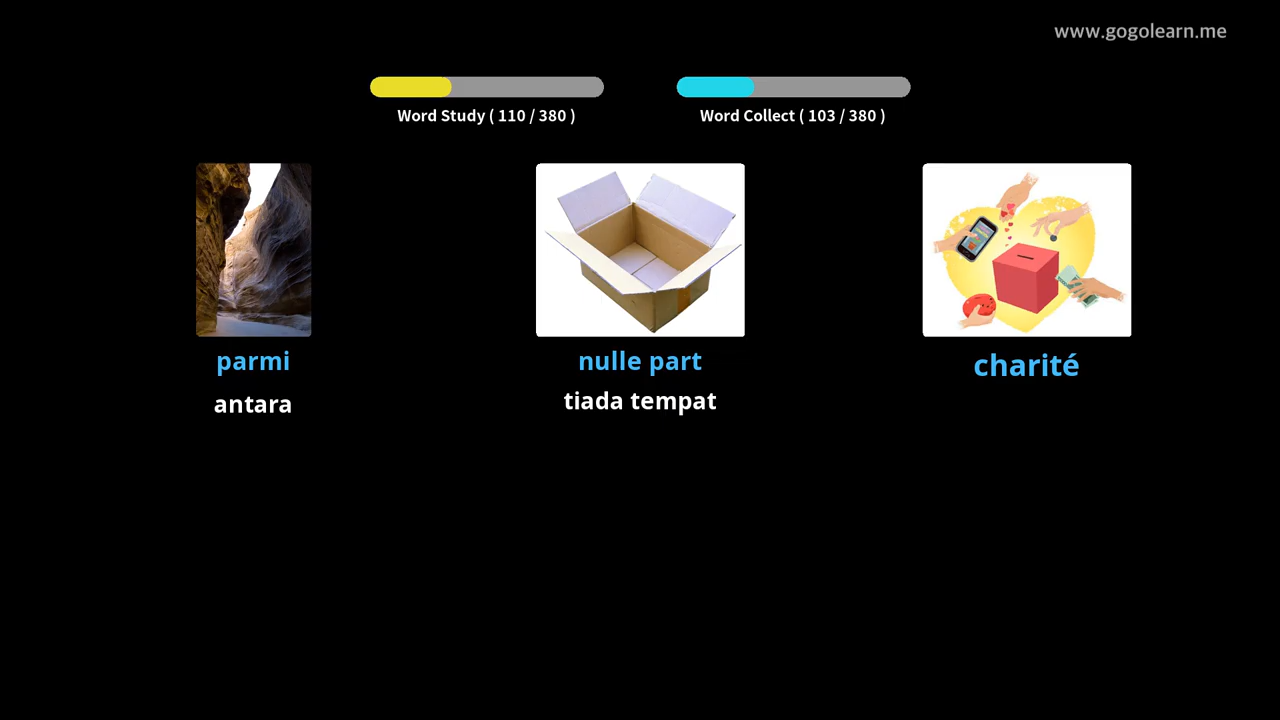 www.gogolearn.me
Word Study ( 110 / 380 )
Word Collect ( 103 / 380 )
parmi
antara
nulle part
tiada tempat
charité